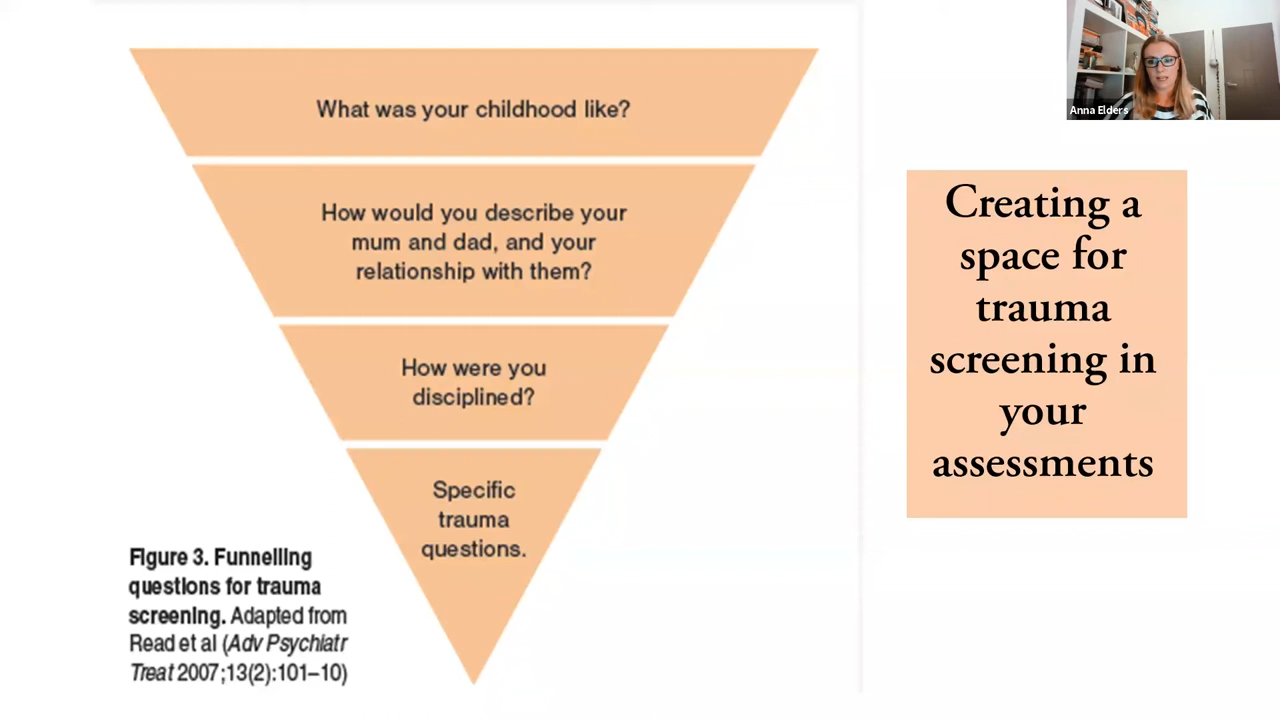 What was your childhood like?
How would you describe your
mum and dad, and your
relationship with them?
How were you
disciplined?
Specific
trauma
questions.
Figure 3. Funnelling
questions for trauma
screening. Adapted from
Read et al (Adv Psychiatr
Treat 2007;13(2):101–10)
Anna Elders
Creating a
space for
trauma
screening in
your
assessments